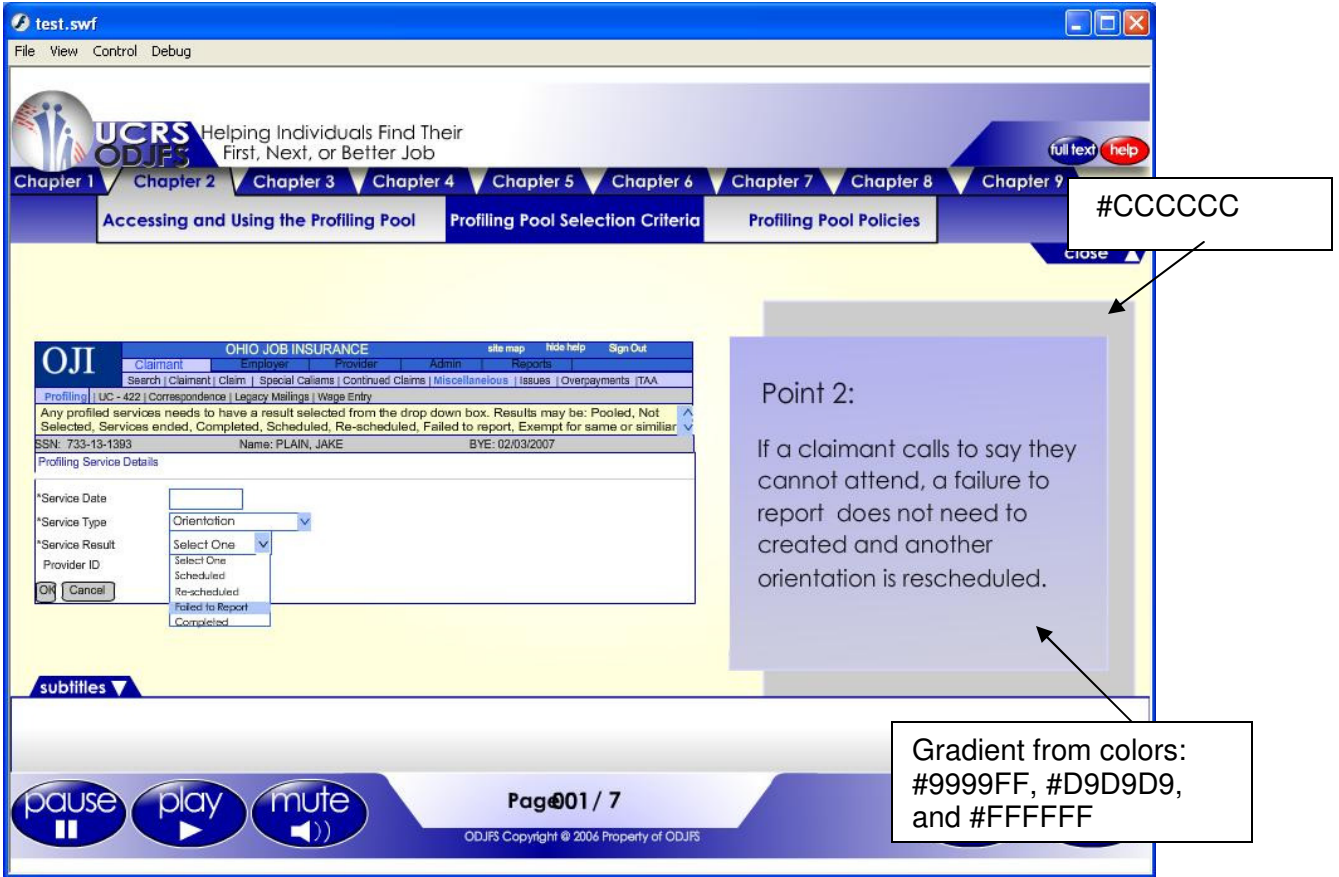 test.swf
File View Control Debug
UCRS
ODJFS
Helping Individuals Find Their
First, Next, or Better Job
full text help
Chapter 1 Chapter 2 Chapter 3 Chapter 4 Chapter 5 Chapter 6 Chapter 7 Chapter 8 Chapter 9
#CCCCCC
Accessing and Using the Profiling Pool Profiling Pool Selection Criteria Profiling Pool Policies
close
OJI
OHIO JOB INSURANCE site map hide help Sign Out
Claimant Employer Provider Admin Reports
Search | Claimant | Claim | Special Caliams | Continued Claims | Miscellaneious | Issues | Overpayments |TAA
Profiling | UC - 422 | Correspondence | Legacy Mailings | Wage Entry
Any profiled services needs to have a result selected from the drop down box. Results may be: Pooled, Not
Selected, Services ended, Completed, Scheduled, Re-scheduled, Failed to report, Exempt for same or similiar
SSN: 733-13-1393 Name: PLAIN, JAKE BYE: 02/03/2007
Profiling Service Details
*Service Date
*Service Type Orientation
*Service Result Select One
Provider ID
Select One
Scheduled
Re-scheduled
Failed to Report
Completed
OK Cancel
Point 2:
If a claimant calls to say they
cannot attend, a failure to
report does not need to
created and another
orientation is rescheduled.
subtitles
Gradient from colors:
#9999FF, #D9D9D9,
and #FFFFFF
pause play mute
Page 001 / 7
ODJFS Copyright @ 2006 Property of ODJFS